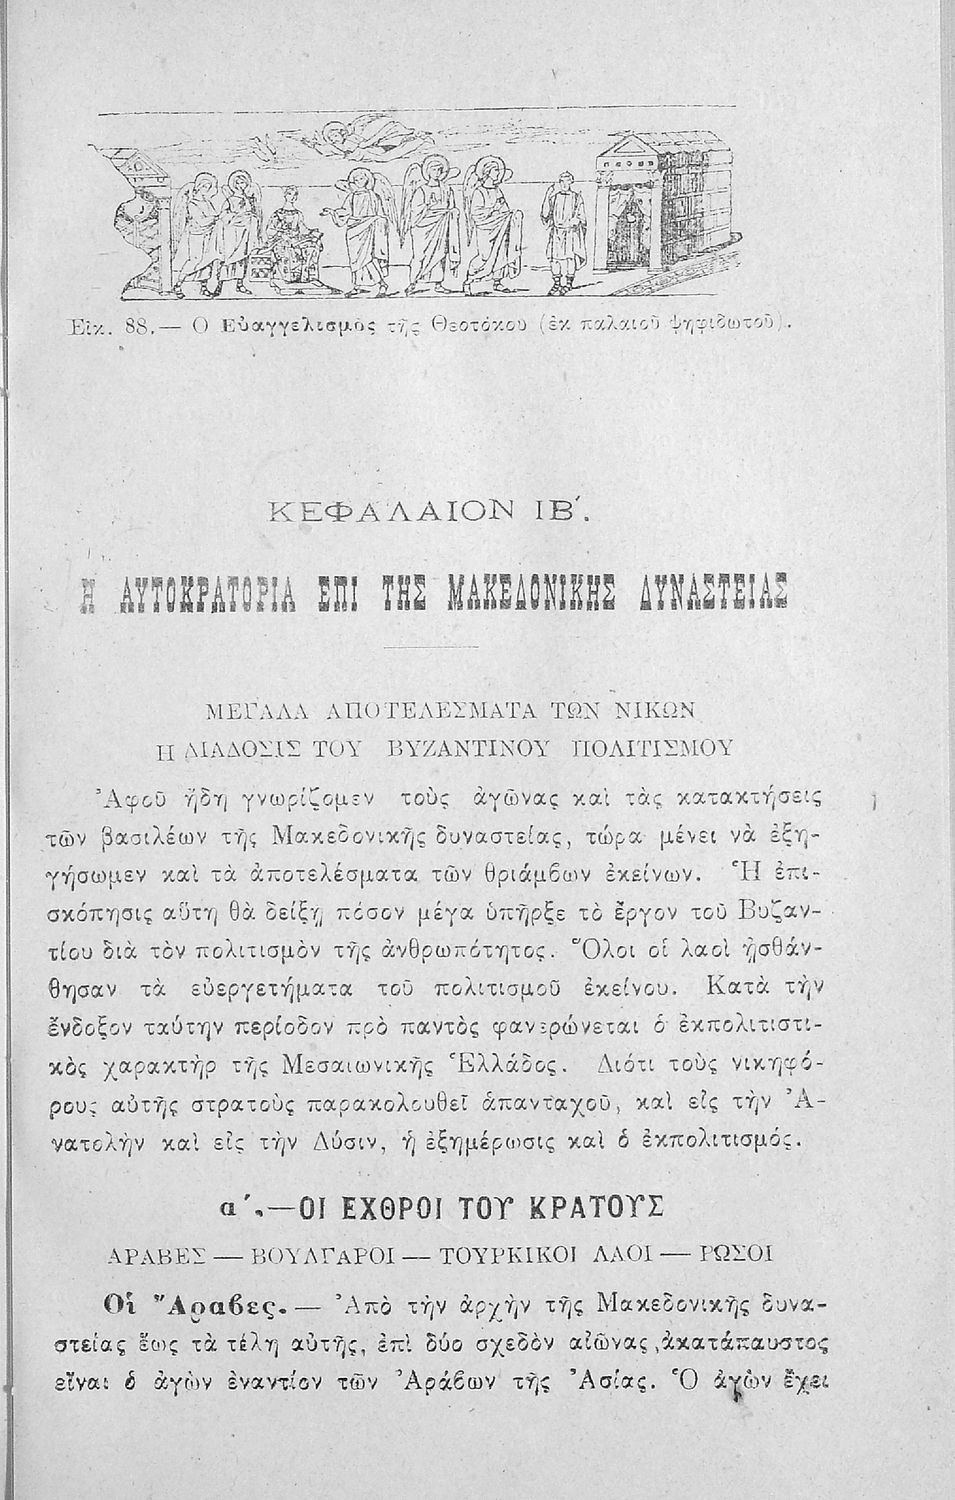 Εἰκ. 88.— Ὁ Εὐαγγελισμὸς τῆς Θεοτόκου (ἐκ παλαιοῦ ψηφιδωτοῦ).
ΚΕΦΑΛΑΙΟΝ ΙΒ΄.
Η ΑΥΤΟΚΡΑΤΟΡΙΑ ΕΠΙ ΤΗΣ ΜΑΚΕΔΟΝΙΚΗΣ ΔΥΝΑΣΤΕΙΑΣ
ΜΕΓΑΛΑ ΑΠΟΤΕΛΕΣΜΑΤΑ ΤΩΝ ΝΙΚΩΝ
Η ΔΙΑΔΟΣΙΣ ΤΟΥ ΒΥΖΑΝΤΙΝΟΥ ΠΟΛΙΤΙΣΜΟΥ
Ἀφοῦ ἤδη γνωρίζομεν τοὺς ἀγῶνας καὶ τὰς κατακτήσεις
τῶν βασιλέων τῆς Μακεδονικῆς δυναστείας, τώρα μένει νὰ ἐξη-
γήσωμεν καὶ τὰ ἀποτελέσματα τῶν θριάμβων ἐκείνων. Ἡ ἐπι-
σκόπησις αὕτη θὰ δείξῃ πόσον μέγα ὑπῆρξε τὸ ἔργον τοῦ Βυζαν-
τίου διὰ τὸν πολιτισμὸν τῆς ἀνθρωπότητος. Ὅλοι οἱ λαοὶ ᾐσθάν-
θησαν τὰ εὐεργετήματα τοῦ πολιτισμοῦ ἐκείνου. Κατὰ τὴν
ἔνδοξον ταύτην περίοδον πρὸ παντὸς φανερώνεται ὁ ἐκπολιτιστι-
κὸς χαρακτὴρ τῆς Μεσαιωνικῆς Ἑλλάδος. Διότι τοὺς νικηφό-
ρους αὐτῆς στρατοὺς παρακολουθεῖ ἁπανταχοῦ, καὶ εἰς τὴν Ἀ-
νατολὴν καὶ εἰς τὴν Δύσιν, ἡ ἐξημέρωσις καὶ ὁ ἐκπολιτισμός.
α΄.—ΟΙ ΕΧΘΡΟΙ ΤΟΥ ΚΡΑΤΟΥΣ
ΑΡΑΒΕΣ — ΒΟΥΛΓΑΡΟΙ — ΤΟΥΡΚΙΚΟΙ ΛΑΟΙ — ΡΩΣΟΙ
Οἱ Ἄραβες.— Ἀπὸ τὴν ἀρχὴν τῆς Μακεδονικῆς δυνα-
στείας ἕως τὰ τέλη αὐτῆς, ἐπὶ δύο σχεδὸν αἰῶνας, ἀκατάπαυστος
εἶναι ὁ ἀγὼν ἐναντίον τῶν Ἀράβων τῆς Ἀσίας. Ὁ ἀγὼν ἔχει